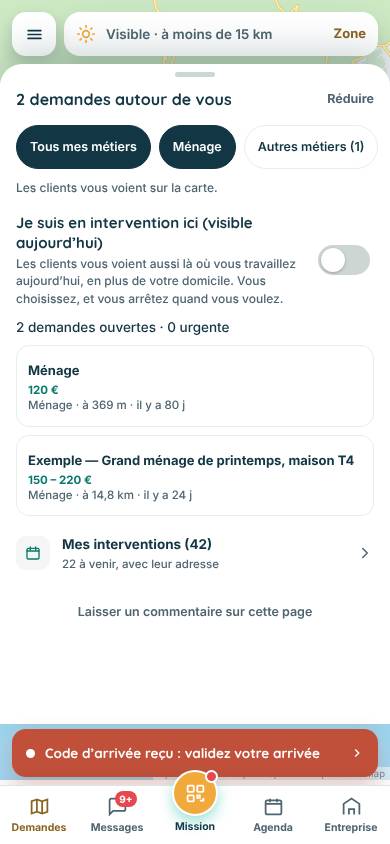 Visible · à moins de 15 km
Zone
2 demandes autour de vous
Réduire
Tous mes métiers
Ménage
Autres métiers (1)
Les clients vous voient sur la carte.
Je suis en intervention ici (visible
aujourd’hui)
Les clients vous voient aussi là où vous travaillez
aujourd’hui, en plus de votre domicile. Vous
choisissez, et vous arrêtez quand vous voulez.
2 demandes ouvertes · 0 urgente
Ménage
120 €
Ménage · à 369 m · il y a 80 j
Exemple — Grand ménage de printemps, maison T4
150 – 220 €
Ménage · à 14,8 km · il y a 24 j
Mes interventions (42)
22 à venir, avec leur adresse
Laisser un commentaire sur cette page
Code d’arrivée reçu : validez votre arrivée
9+
Demandes
Messages
Mission
Agenda
Entreprise